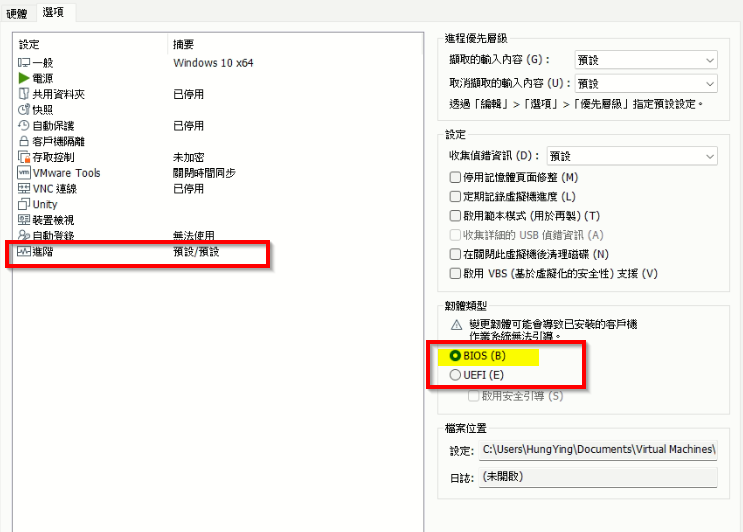 硬體 選項
設定 摘要
一般 Windows 10 x64
電源
共用資料夾 已停用
快照
自動保護 已停用
客戶機隔離
存取控制 未加密
VMware Tools 關閉時間同步
VNC 連線 已停用
Unity
裝置檢視
自動登錄 無法使用
進階 預設/預設
進程優先層級
擷取的輸入內容 (G)： 預設
取消擷取的輸入內容 (U)： 預設
透過「編輯」>「選項」>「優先層級」指定預設設定。
設定
收集偵錯資訊 (D)： 預設
停用記憶體頁面修整 (M)
定期記錄虛擬機進度 (L)
啟用範本模式 (用於再製) (T)
收集詳細的 USB 偵錯資訊 (A)
在關閉此虛擬機後清理磁碟 (N)
啟用 VBS (基於虛擬化的安全性) 支援 (V)
韌體類型
變更韌體可能會導致已安裝的客戶機
作業系統無法引導。
BIOS (B)
UEFI (E)
啟用安全引導 (S)
檔案位置
設定: C:\Users\HungYing\Documents\Virtual Machines\
日誌: (未開啟)